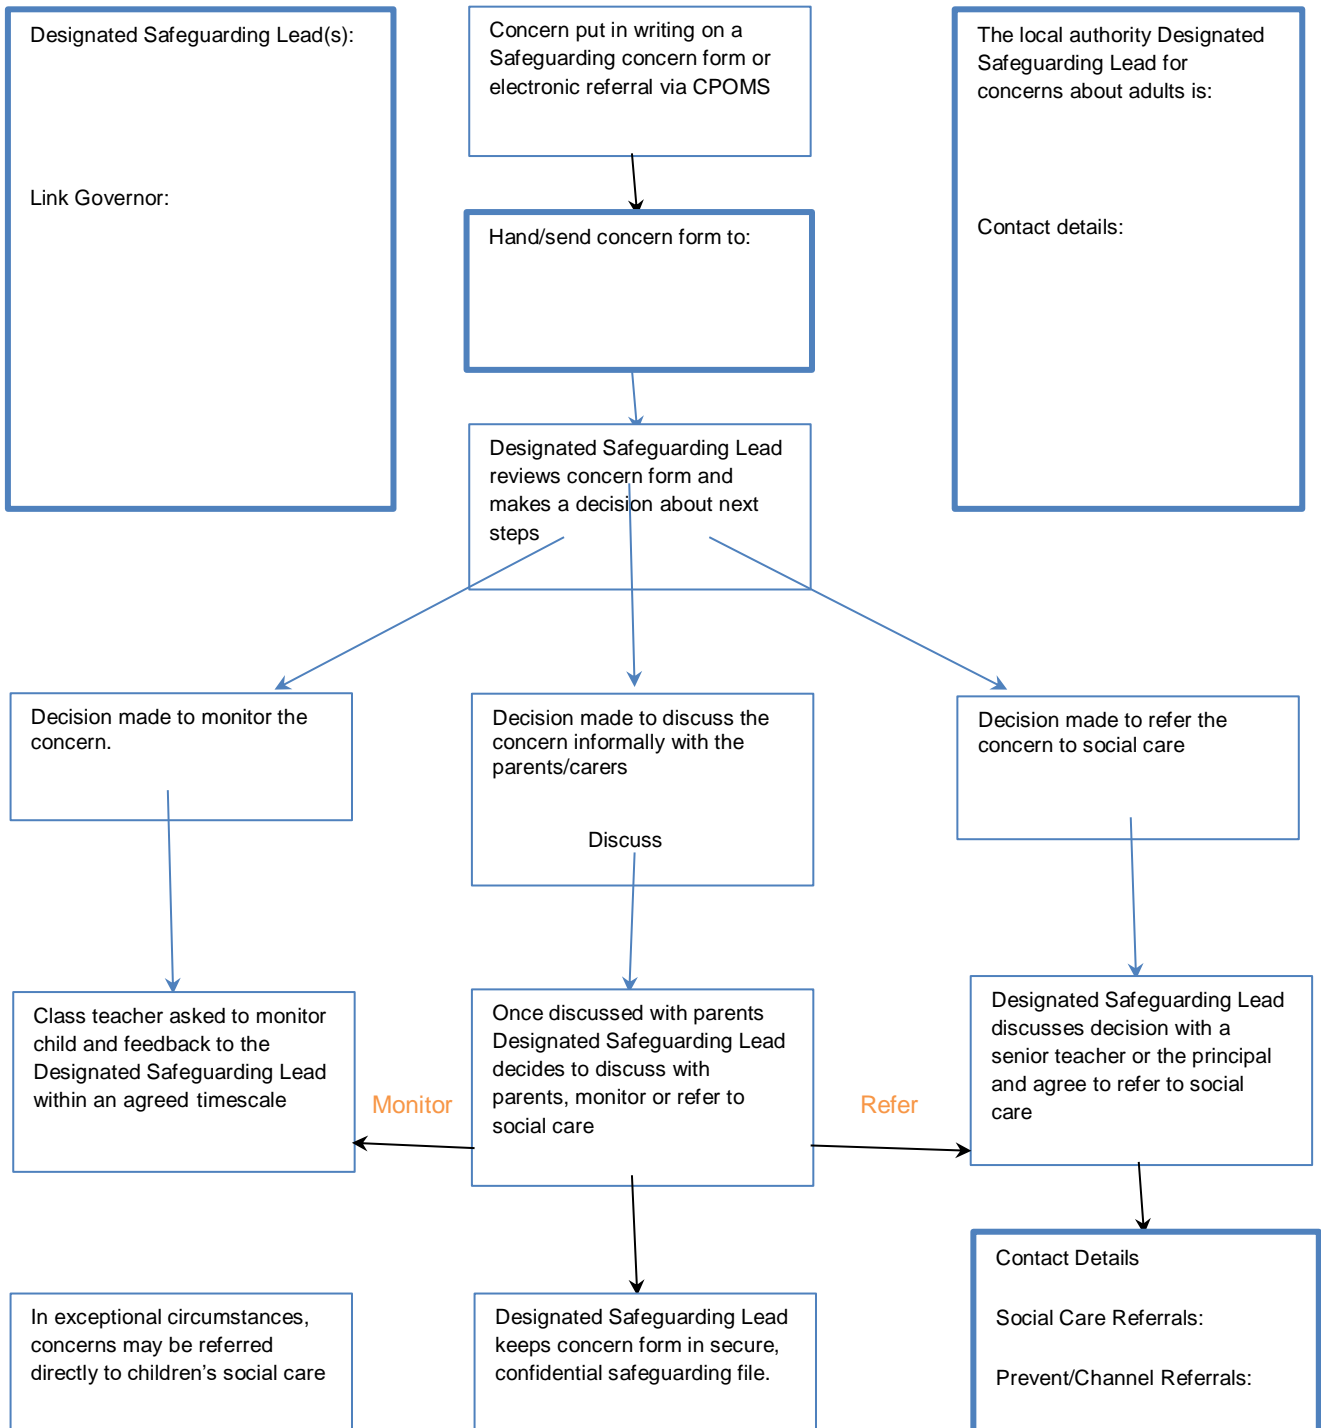 Designated Safeguarding Lead(s):
Link Governor:
Concern put in writing on a
Safeguarding concern form or
electronic referral via CPOMS
The local authority Designated
Safeguarding Lead for
concerns about adults is:
Contact details:
Hand/send concern form to:
Designated Safeguarding Lead
reviews concern form and
makes a decision about next
steps
Decision made to monitor the
concern.
Decision made to discuss the
concern informally with the
parents/carers
Discuss
Decision made to refer the
concern to social care
Class teacher asked to monitor
child and feedback to the
Designated Safeguarding Lead
within an agreed timescale
Monitor
Once discussed with parents
Designated Safeguarding Lead
decides to discuss with
parents, monitor or refer to
social care
Refer
Designated Safeguarding Lead
discusses decision with a
senior teacher or the principal
and agree to refer to social
care
In exceptional circumstances,
concerns may be referred
directly to children’s social care
Designated Safeguarding Lead
keeps concern form in secure,
confidential safeguarding file.
Contact Details
Social Care Referrals:
Prevent/Channel Referrals: